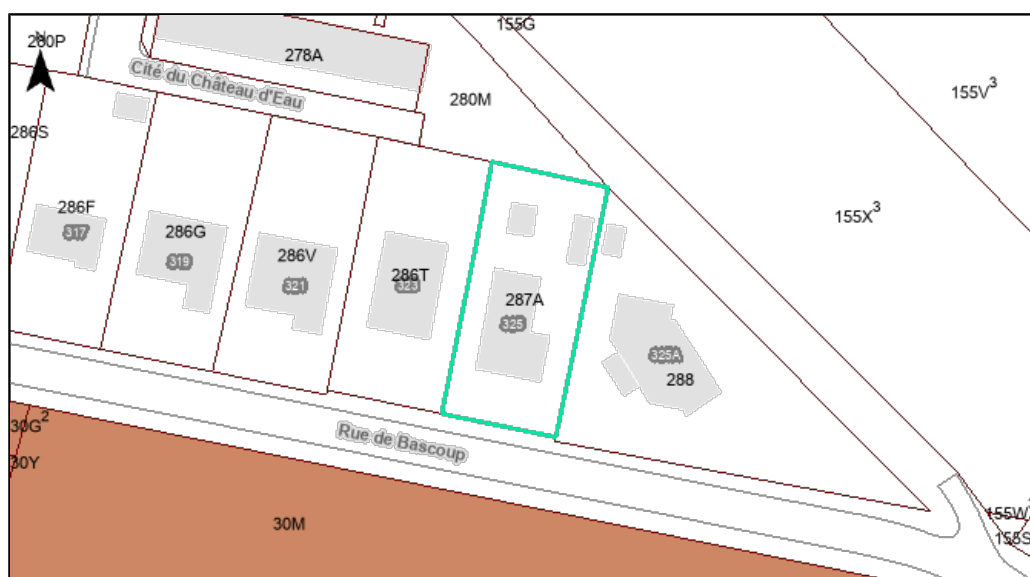 155G
N
280P
278A
Cité du Château d'Eau
280M
155V³
286S
286F
317
286G
319
286V
321
286T
323
287A
325
155X³
325A
288
30G²
Rue de Bascoup
30Y
30M
155W
155S